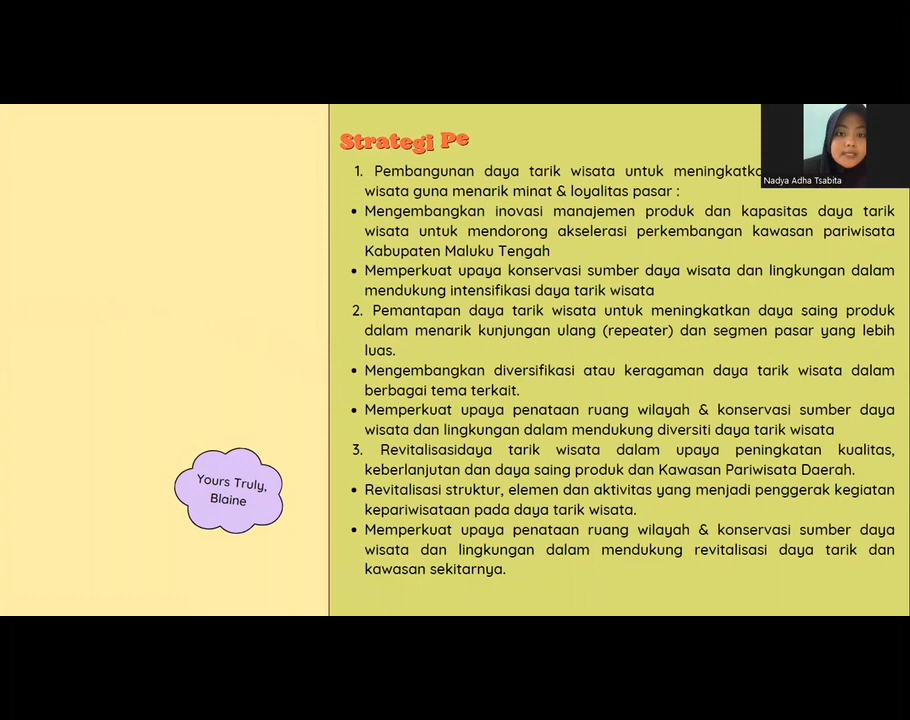 Strategi Pe
Nadya Adha Tsabita
1. Pembangunan daya tarik wisata untuk meningkatka
wisata guna menarik minat & loyalitas pasar :
• Mengembangkan inovasi manajemen produk dan kapasitas daya tarik
wisata untuk mendorong akselerasi perkembangan kawasan pariwisata
Kabupaten Maluku Tengah
• Memperkuat upaya konservasi sumber daya wisata dan lingkungan dalam
mendukung intensifikasi daya tarik wisata
2. Pemantapan daya tarik wisata untuk meningkatkan daya saing produk
dalam menarik kunjungan ulang (repeater) dan segmen pasar yang lebih
luas.
• Mengembangkan diversifikasi atau keragaman daya tarik wisata dalam
berbagai tema terkait.
• Memperkuat upaya penataan ruang wilayah & konservasi sumber daya
wisata dan lingkungan dalam mendukung diversiti daya tarik wisata
3. Revitalisasidaya tarik wisata dalam upaya peningkatan kualitas,
keberlanjutan dan daya saing produk dan Kawasan Pariwisata Daerah.
• Revitalisasi struktur, elemen dan aktivitas yang menjadi penggerak kegiatan
kepariwisataan pada daya tarik wisata.
• Memperkuat upaya penataan ruang wilayah & konservasi sumber daya
wisata dan lingkungan dalam mendukung revitalisasi daya tarik dan
kawasan sekitarnya.
Yours Truly,
Blaine